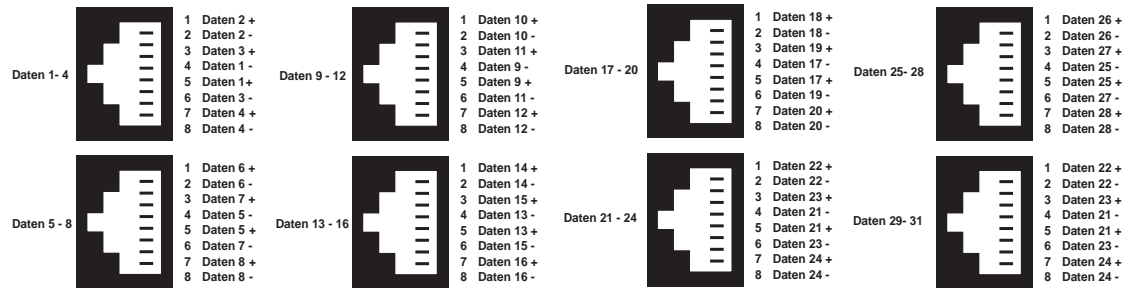 Daten 1- 4
1 Daten 2 +
2 Daten 2 -
3 Daten 3 +
4 Daten 1 -
5 Daten 1+
6 Daten 3 -
7 Daten 4 +
8 Daten 4 -
Daten 9 - 12
1 Daten 10 +
2 Daten 10 -
3 Daten 11 +
4 Daten 9 -
5 Daten 9 +
6 Daten 11 -
7 Daten 12 +
8 Daten 12 -
Daten 17 - 20
1 Daten 18 +
2 Daten 18 -
3 Daten 19 +
4 Daten 17 -
5 Daten 17 +
6 Daten 19 -
7 Daten 20 +
8 Daten 20 -
Daten 25- 28
1 Daten 26 +
2 Daten 26 -
3 Daten 27 +
4 Daten 25 -
5 Daten 25 +
6 Daten 27 -
7 Daten 28 +
8 Daten 28 -
Daten 5 - 8
1 Daten 6 +
2 Daten 6 -
3 Daten 7 +
4 Daten 5 -
5 Daten 5 +
6 Daten 7 -
7 Daten 8 +
8 Daten 8 -
Daten 13 - 16
1 Daten 14 +
2 Daten 14 -
3 Daten 15 +
4 Daten 13 -
5 Daten 13 +
6 Daten 15 -
7 Daten 16 +
8 Daten 16 -
Daten 21 - 24
1 Daten 22 +
2 Daten 22 -
3 Daten 23 +
4 Daten 21 -
5 Daten 21 +
6 Daten 23 -
7 Daten 24 +
8 Daten 24 -
Daten 29- 31
1 Daten 22 +
2 Daten 22 -
3 Daten 23 +
4 Daten 21 -
5 Daten 21 +
6 Daten 23 -
7 Daten 24 +
8 Daten 24 -